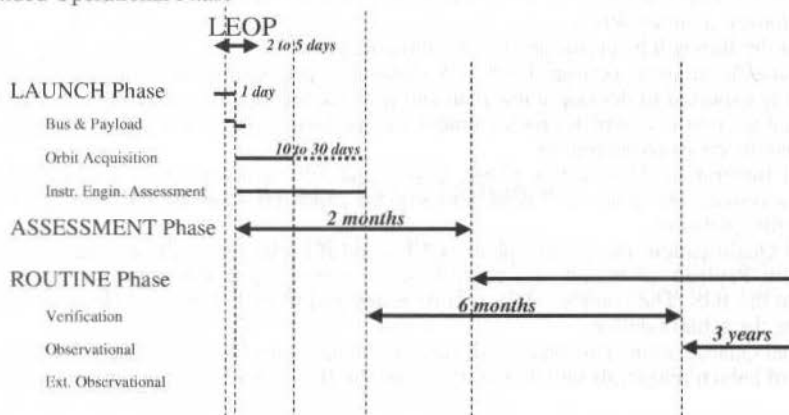 LEOP
2 to 5 days
LAUNCH Phase
1 day
Bus & Payload
Orbit Acquisition
10 to 30 days
Instr. Engin. Assessment
ASSESSMENT Phase
2 months
ROUTINE Phase
Verification
6 months
Observational
3 years
Ext. Observational